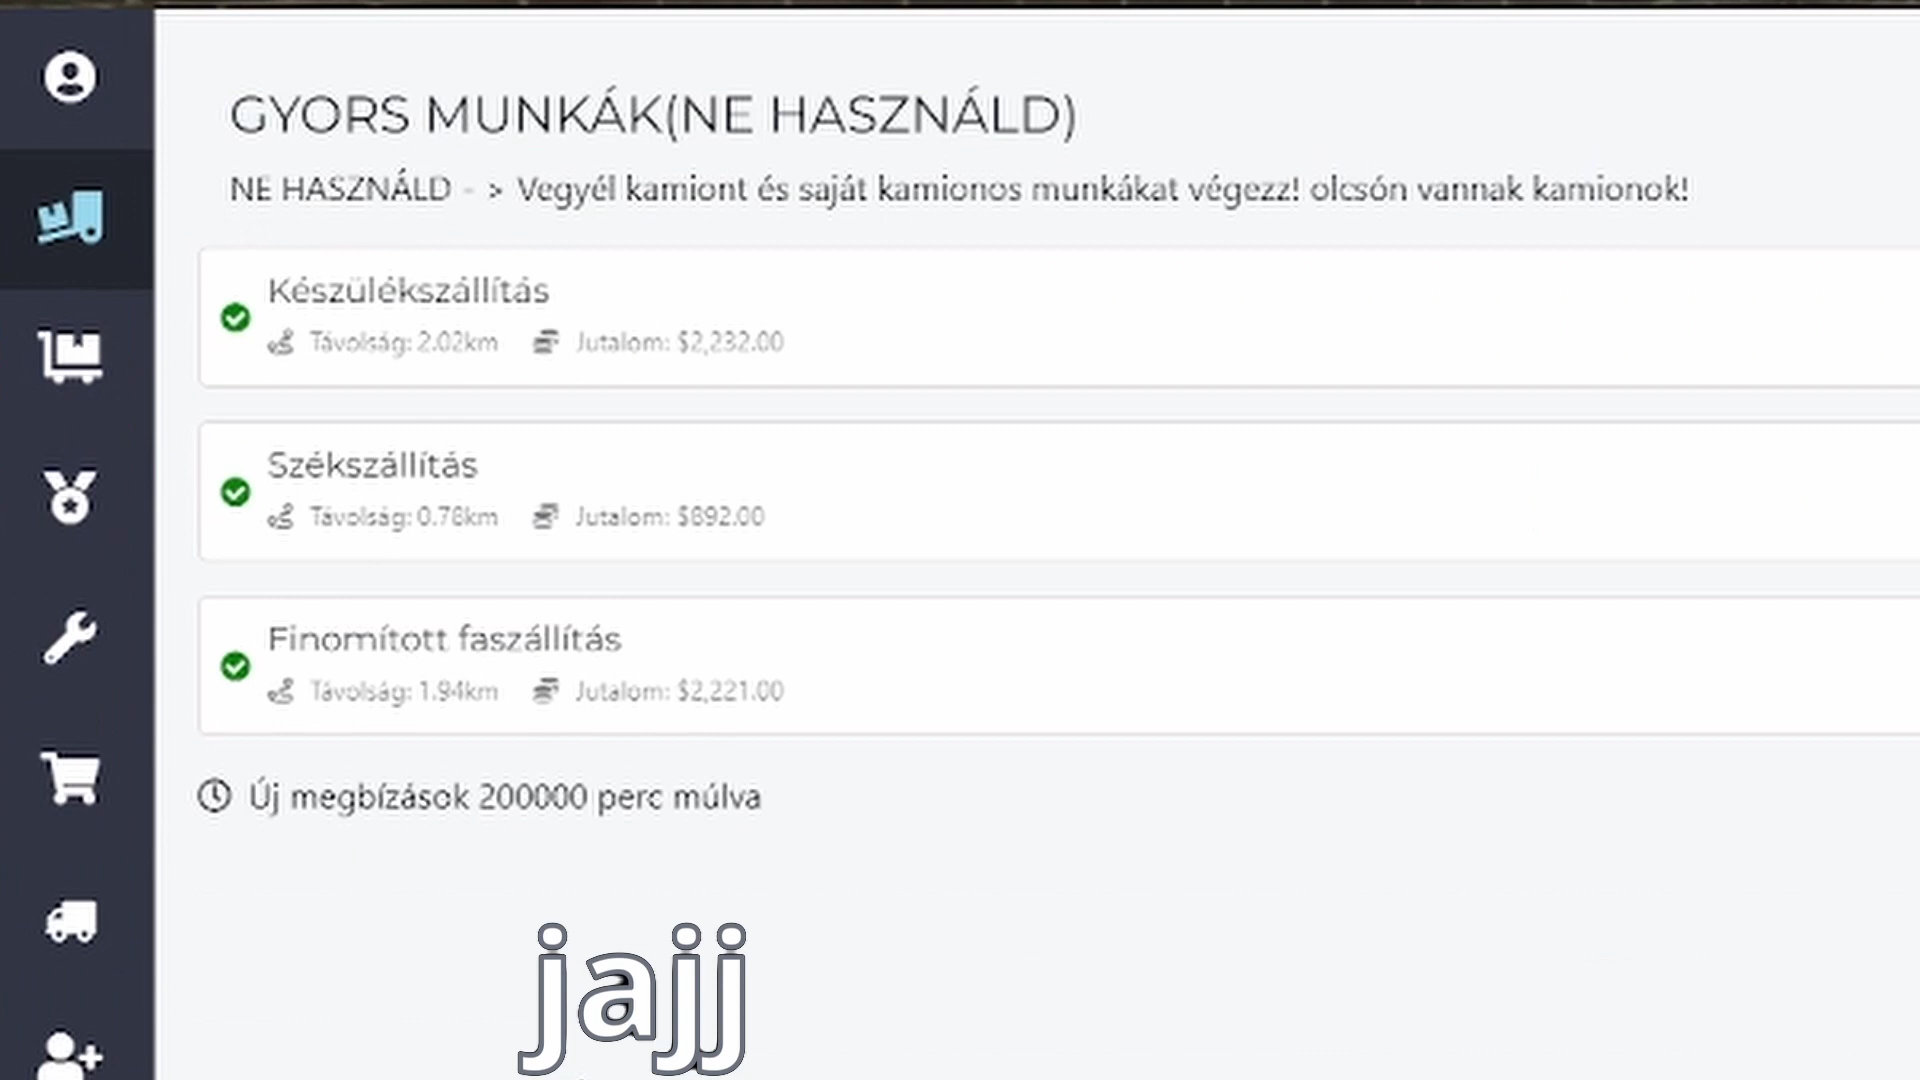 GYORS MUNKÁK(NE HASZNÁLD)
NE HASZNÁLD - > Vegyél kamiont és saját kamionos munkákat végezz! olcsón vannak kamionok!
Készülékszállítás
Távolság: 2.02km Jutalom: $2,232.00
Székszállítás
Távolság: 0.78km Jutalom: $892.00
Finomított faszállítás
Távolság: 1.94km Jutalom: $2,221.00
Új megbízások 200000 perc múlva
jajj